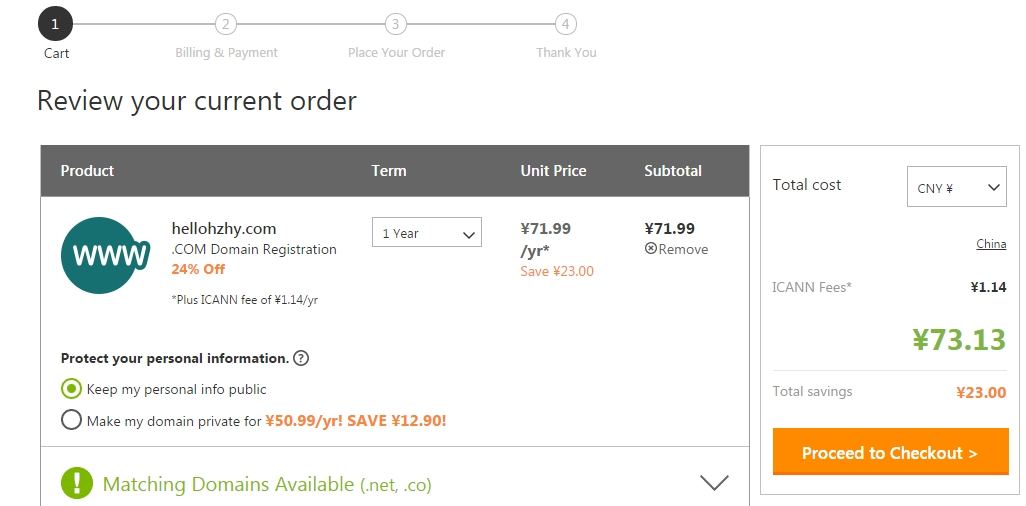 1
2
3
4
Cart
Billing & Payment
Place Your Order
Thank You
Review your current order
Product
Term
Unit Price
Subtotal
www
hellohzhy.com
.COM Domain Registration
24% Off
*Plus ICANN fee of ¥1.14/yr
1 Year
¥71.99
/yr*
Save ¥23.00
¥71.99
Remove
Protect your personal information. ?
Keep my personal info public
Make my domain private for ¥50.99/yr! SAVE ¥12.90!
! Matching Domains Available (.net, .co)
Total cost
CNY ¥
China
ICANN Fees*
¥1.14
¥73.13
Total savings
¥23.00
Proceed to Checkout >